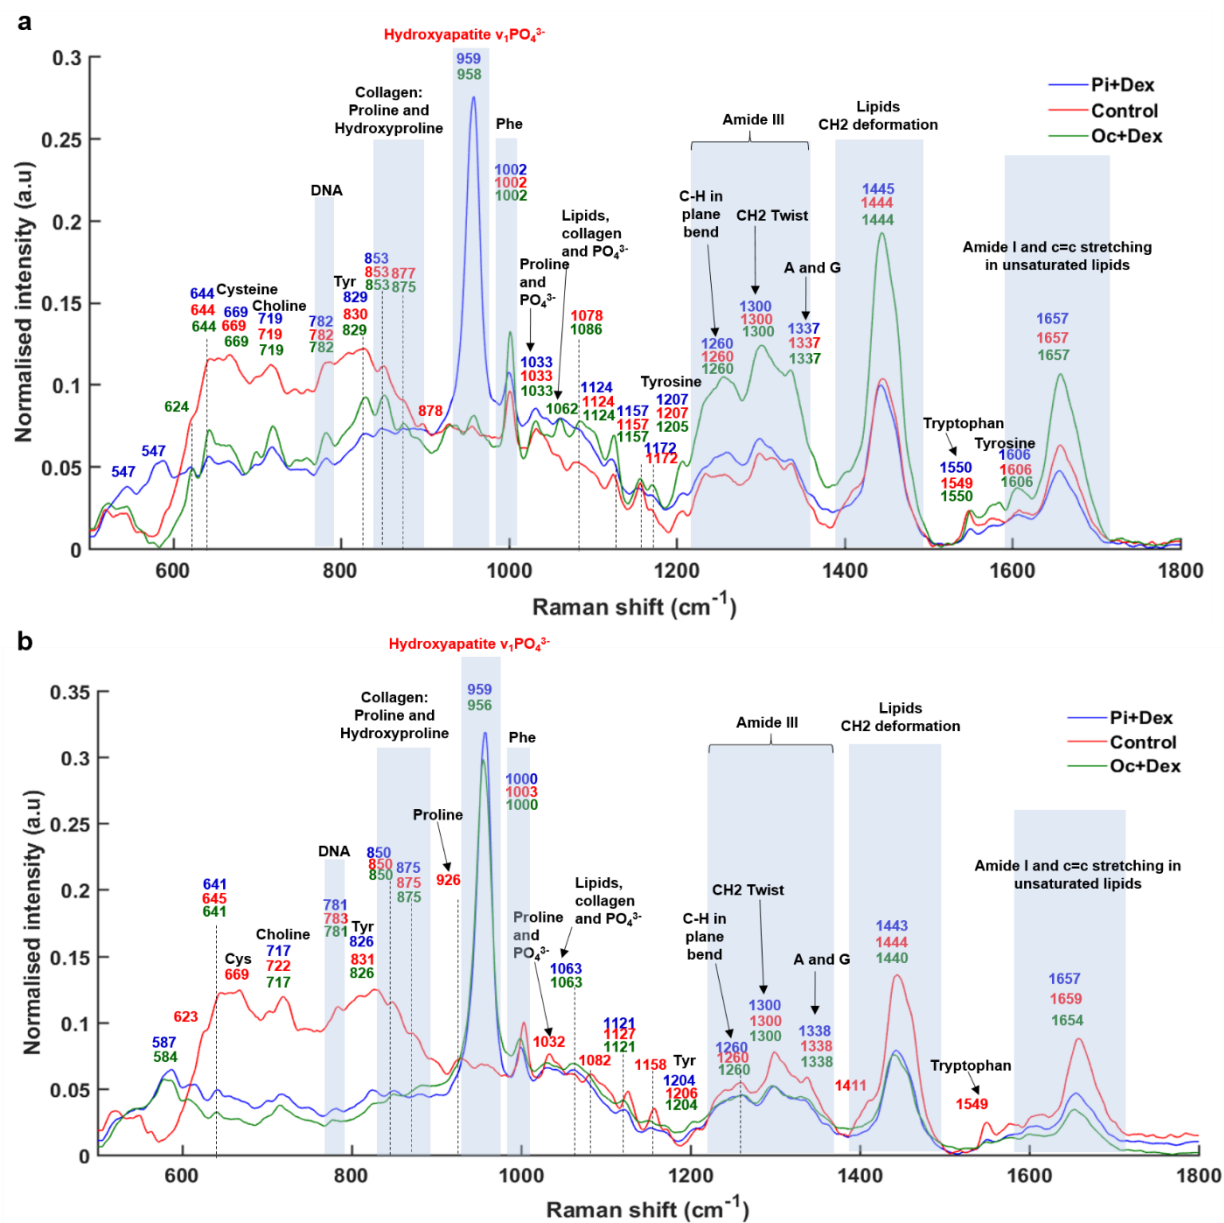 a
Hydroxyapatite v₁PO₄³⁻
959
958
Collagen:
Proline and
Hydroxyproline
Phe
1002
1002
1002
DNA
Amide III
Lipids
CH2 deformation
Pi+Dex
Control
Oc+Dex
C-H in
plane
bend
CH2 Twist
A and G
Lipids,
collagen
and PO₄³⁻
Proline
and
PO₄³⁻
Amide I and c=c stretching
in unsaturated lipids
1445
1444
1444
547
547
624
644
644
644
Cysteine
669
669
669
Choline
719
719
719
782
782
782
Tyr
829
830
829
853
853
853
877
875
878
1033
1033
1033
1062
1078
1086
1124
1124
1124
1157
1157
1157
Tyrosine
1207
1207
1205
1172
1172
1260
1260
1260
1300
1300
1300
1337
1337
1337
Tryptophan
1550
1549
1550
Tyrosine
1606
1606
1606
1657
1657
1657
0.3
0.25
0.2
0.15
0.1
0.05
0
Normalised intensity (a.u)
600
800
1000
1200
1400
1600
1800
Raman shift (cm⁻¹)
b
Hydroxyapatite v₁PO₄³⁻
959
956
Collagen:
Proline and
Hydroxyproline
Phe
1000
1003
1000
Amide III
Lipids
CH2 deformation
Pi+Dex
Control
Oc+Dex
Proline
926
DNA
781
783
781
850
850
850
875
875
875
641
645
641
Cys
669
Choline
717
722
717
Tyr
826
831
826
623
587
584
Lipids,
collagen
and PO₄³⁻
1063
1063
Proline
and
PO₄³⁻
1032
1082
1121
1127
1121
1158
Tyr
1204
1206
1204
C-H in
plane
bend
1260
1260
1260
CH2 Twist
1300
1300
1300
A and G
1338
1338
1338
1411
1443
1444
1440
Tryptophan
1549
Amide I and c=c stretching in
unsaturated lipids
1657
1659
1654
0.35
0.3
0.25
0.2
0.15
0.1
0.05
0
Normalised intensity (a.u)
600
800
1000
1200
1400
1600
1800
Raman shift (cm⁻¹)